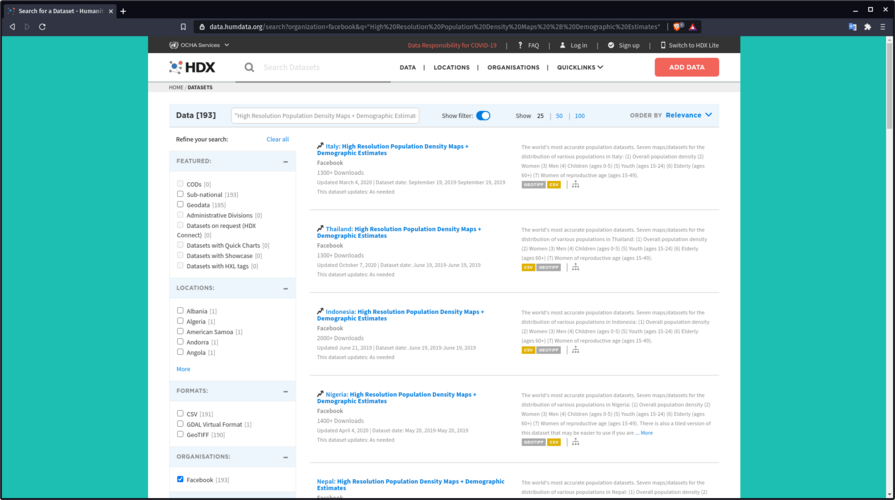 Search for a Dataset - Humani
data.humdata.org/search?organization=facebook&q="High%20Resolution%20Population%20Density%20Maps%20%2B%20Demographic%20Estimates"
OCHA Services
Data Responsibility for COVID-19 | ? FAQ | Log in | Sign up | Switch to HDX Lite
HDX
Search Datasets
DATA | LOCATIONS | ORGANISATIONS | QUICKLINKS
ADD DATA
HOME / DATASETS
Data [193]
"High Resolution Population Density Maps + Demographic Estimat
Show filter:
Show 25 | 50 | 100
ORDER BY Relevance
Refine your search:
Clear all
FEATURED:
CODs [0]
Sub-national [193]
Geodata [185]
Administrative Divisions [0]
Datasets on request (HDX
Connect) [0]
Datasets with Quick Charts [0]
Datasets with Showcase [0]
Datasets with HXL tags [0]
LOCATIONS:
Albania [1]
Algeria [1]
American Samoa [1]
Andorra [1]
Angola [1]
More
FORMATS:
CSV [191]
GDAL Virtual Format [1]
GeoTIFF [190]
ORGANISATIONS:
Facebook [193]
Italy: High Resolution Population Density Maps +
Demographic Estimates
Facebook
1300+ Downloads
Updated March 4, 2020 | Dataset date: September 19, 2019-September 19, 2019
This dataset updates: As needed
The world's most accurate population datasets. Seven maps/datasets for the
distribution of various populations in Italy: (1) Overall population density (2)
Women (3) Men (4) Children (ages 0-5) (5) Youth (ages 15-24) (6) Elderly (ages
60+) (7) Women of reproductive age (ages 15-49).
GEOTIFF CSV
Thailand: High Resolution Population Density Maps +
Demographic Estimates
Facebook
1300+ Downloads
Updated October 7, 2020 | Dataset date: June 19, 2019-June 19, 2019
This dataset updates: As needed
The world's most accurate population datasets. Seven maps/datasets for the
distribution of various populations in Thailand: (1) Overall population density
(2) Women (3) Men (4) Children (ages 0-5) (5) Youth (ages 15-24) (6) Elderly
(ages 60+) (7) Women of reproductive age (ages 15-49).
CSV GEOTIFF
Indonesia: High Resolution Population Density Maps +
Demographic Estimates
Facebook
2000+ Downloads
Updated June 21, 2019 | Dataset date: June 19, 2019-June 19, 2019
This dataset updates: As needed
The world's most accurate population datasets. Seven maps/datasets for the
distribution of various populations in Indonesia: (1) Overall population density
(2) Women (3) Men (4) Children (ages 0-5) (5) Youth (ages 15-24) (6) Elderly
(ages 60+) (7) Women of reproductive age (ages 15-49).
CSV GEOTIFF
Nigeria: High Resolution Population Density Maps +
Demographic Estimates
Facebook
1400+ Downloads
Updated April 4, 2020 | Dataset date: May 20, 2019-May 20, 2019
This dataset updates: As needed
The world's most accurate population datasets. Seven maps/datasets for the
distribution of various populations in Nigeria: (1) Overall population density (2)
Women (3) Men (4) Children (ages 0-5) (5) Youth (ages 15-24) (6) Elderly (ages
60+) (7) Women of reproductive age (ages 15-49). There is also a tiled version of
this dataset that may be easier to use if you are ... More
GEOTIFF CSV
Nepal: High Resolution Population Density Maps + Demographic
Estimates
Facebook
The world's most accurate population datasets. Seven maps/datasets for the
distribution of various populations in Nepal: (1) Overall population density (2)